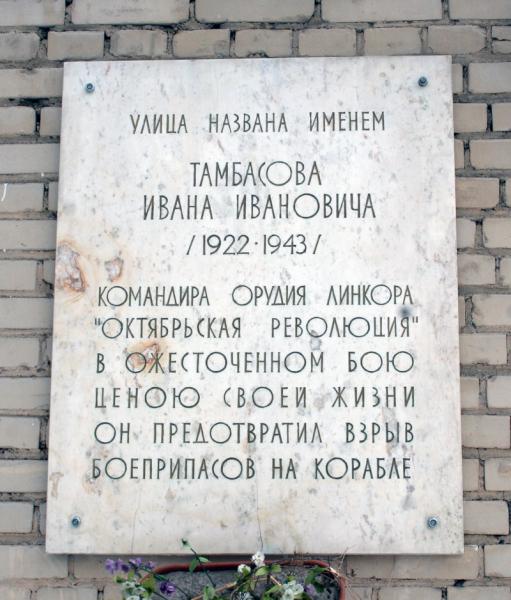 УЛИЦА НАЗВАНА ИМЕНЕМ
ТАМБАСОВА
ИВАНА ИВАНОВИЧА
/1922·1943/
КОМАНДИРА ОРУДИЯ ЛИНКОРА
"ОКТЯБРЬСКАЯ РЕВОЛЮЦИЯ"
В ОЖЕСТОЧЕННОМ БОЮ
ЦЕНОЮ СВОЕЙ ЖИЗНИ
ОН ПРЕДОТВРАТИЛ ВЗРЫВ
БОЕПРИПАСОВ НА КОРАБЛЕ